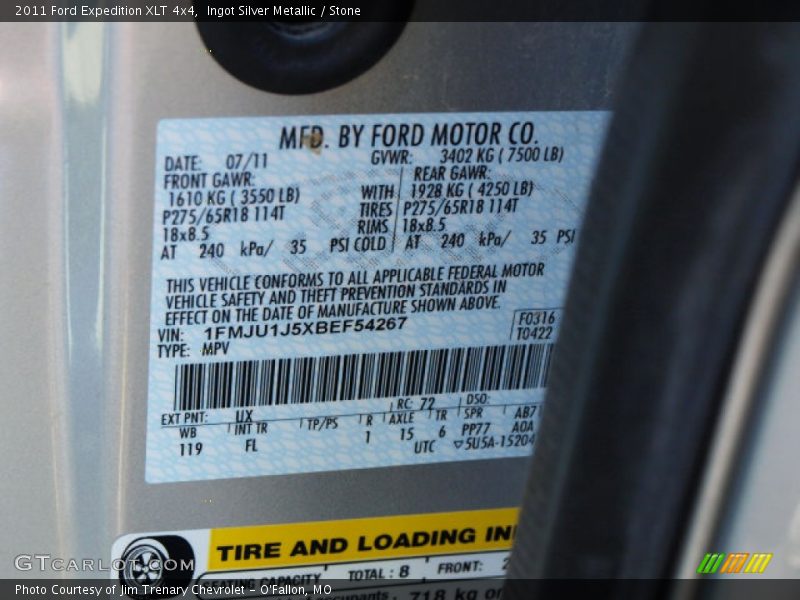 2011 Ford Expedition XLT 4x4, Ingot Silver Metallic / Stone
MFD. BY FORD MOTOR CO.
DATE: 07/11 GVWR: 3402 KG ( 7500 LB)
FRONT GAWR: REAR GAWR:
1610 KG ( 3550 LB) WITH 1928 KG ( 4250 LB)
P275/65R18 114T TIRES P275/65R18 114T
18x8.5 RIMS 18x8.5
AT 240 kPa/ 35 PSI COLD AT 240 kPa/ 35 PSI
THIS VEHICLE CONFORMS TO ALL APPLICABLE FEDERAL MOTOR
VEHICLE SAFETY AND THEFT PREVENTION STANDARDS IN
EFFECT ON THE DATE OF MANUFACTURE SHOWN ABOVE.
VIN: 1FMJU1J5XBEF54267 F0316
TYPE: MPV T0422
EXT PNT: UX RC: 72 DSO:
WB INT TR TP/PS R AXLE TR SPR AB7
119 FL 1 15 6 PP77 A0A
UTC ▽5U5A-15204
TIRE AND LOADING
SEATING CAPACITY TOTAL : 8 FRONT:
718 kg or
GTCARLOT.COM
Photo Courtesy of Jim Trenary Chevrolet - O'Fallon, MO